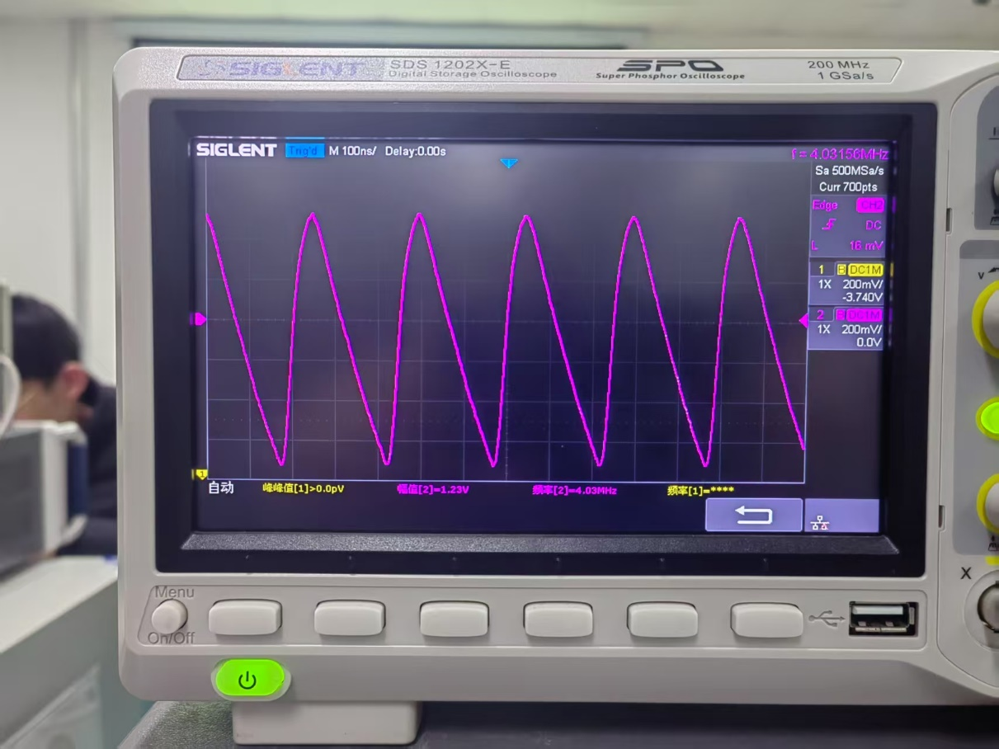 SIGLENT SDS 1202X-E SPO 200 MHz
Digital Storage Oscilloscope Super Phosphor Oscilloscope 1 GSa/s
SIGLENT Trig'd M 100ns/ Delay:0.00s f = 4.03156MHz
Sa 500MSa/s
Curr 700pts
Edge CH2
DC
L 16 mV
1 B DC1M
1X 200mV/
-3.740V
2 B DC1M
1X 200mV/
0.0V
1
自动 峰峰值[1]>0.0pV 幅值[2]=1.23V 频率[2]=4.03MHz 频率[1]=****
Menu
On/Off
V
X